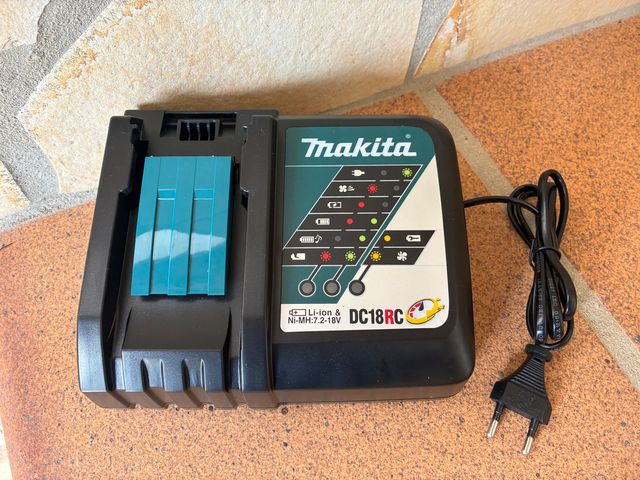 makita®
Li-ion &
Ni-MH:7.2-18V
DC18RC